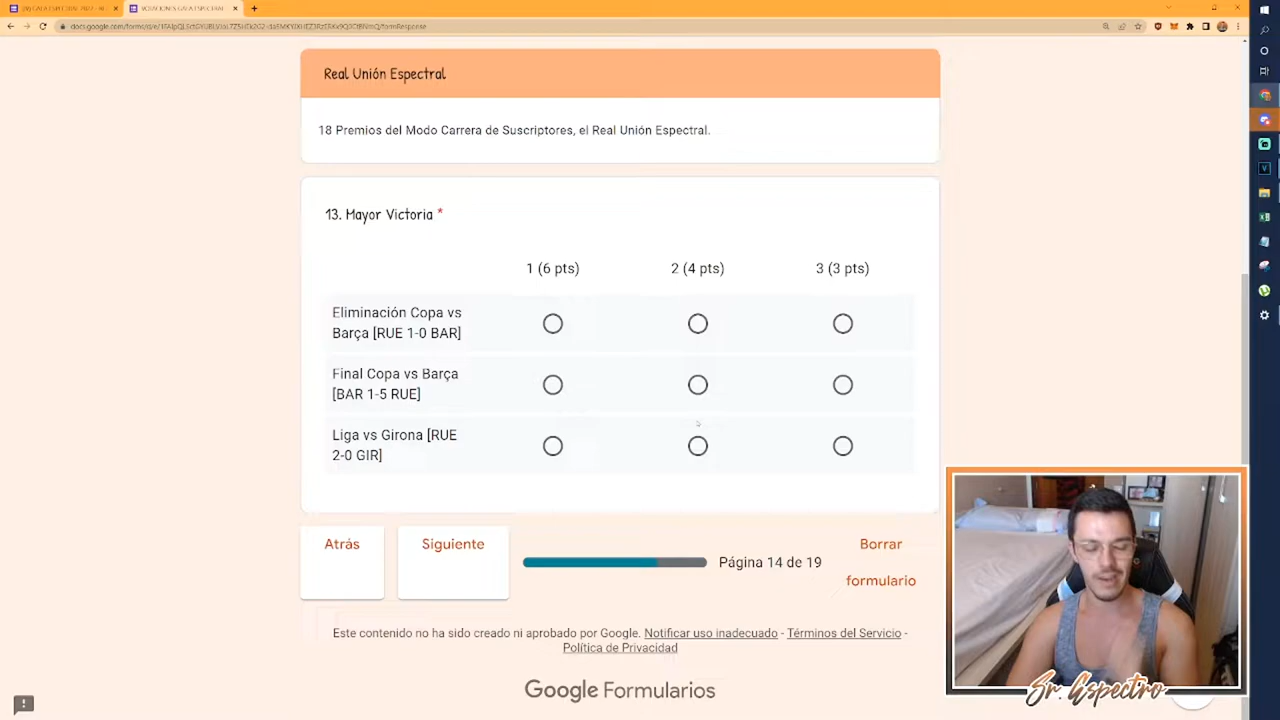 VOTACIONES GALA ESPECTRAL
Real Unión Espectral
18 Premios del Modo Carrera de Suscriptores, el Real Unión Espectral.
13. Mayor Victoria *
1 (6 pts) 2 (4 pts) 3 (3 pts)
Eliminación Copa vs
Barça [RUE 1-0 BAR]
Final Copa vs Barça
[BAR 1-5 RUE]
Liga vs Girona [RUE
2-0 GIR]
Atrás Siguiente Página 14 de 19 Borrar
formulario
Este contenido no ha sido creado ni aprobado por Google. Notificar uso inadecuado - Términos del Servicio -
Política de Privacidad
Google Formularios
Sr. Espectro